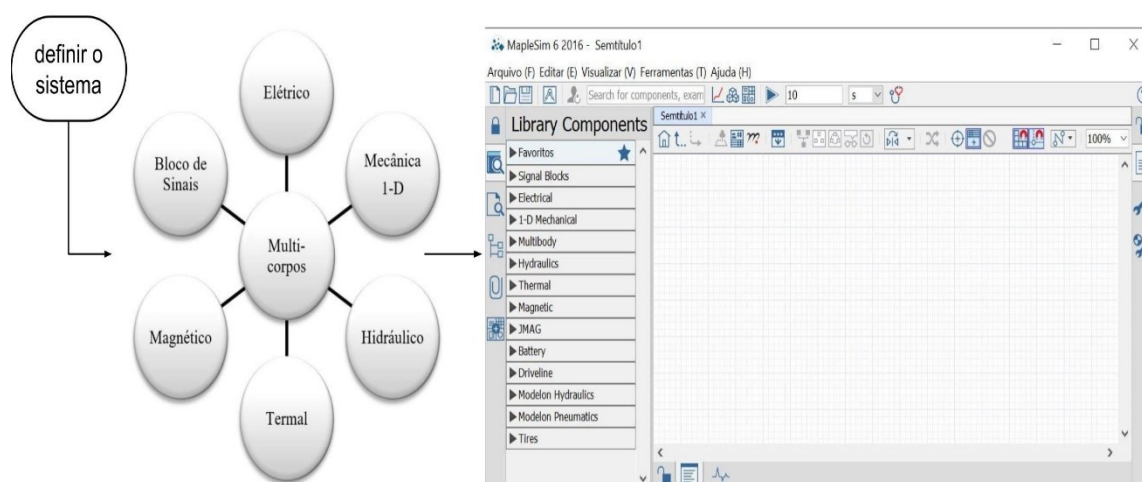 definir o
sistema
Elétrico
Bloco de
Sinais
Mecânica
1-D
Multi-
corpos
Magnético
Hidráulico
Termal
MapleSim 6 2016 - Semtítulo1
Arquivo (F) Editar (E) Visualizar (V) Ferramentas (T) Ajuda (H)
Search for components, exam
10
s
Library Components
Semtítulo1
100%
Favoritos
Signal Blocks
Electrical
1-D Mechanical
Multibody
Hydraulics
Thermal
Magnetic
JMAG
Battery
Driveline
Modelon Hydraulics
Modelon Pneumatics
Tires